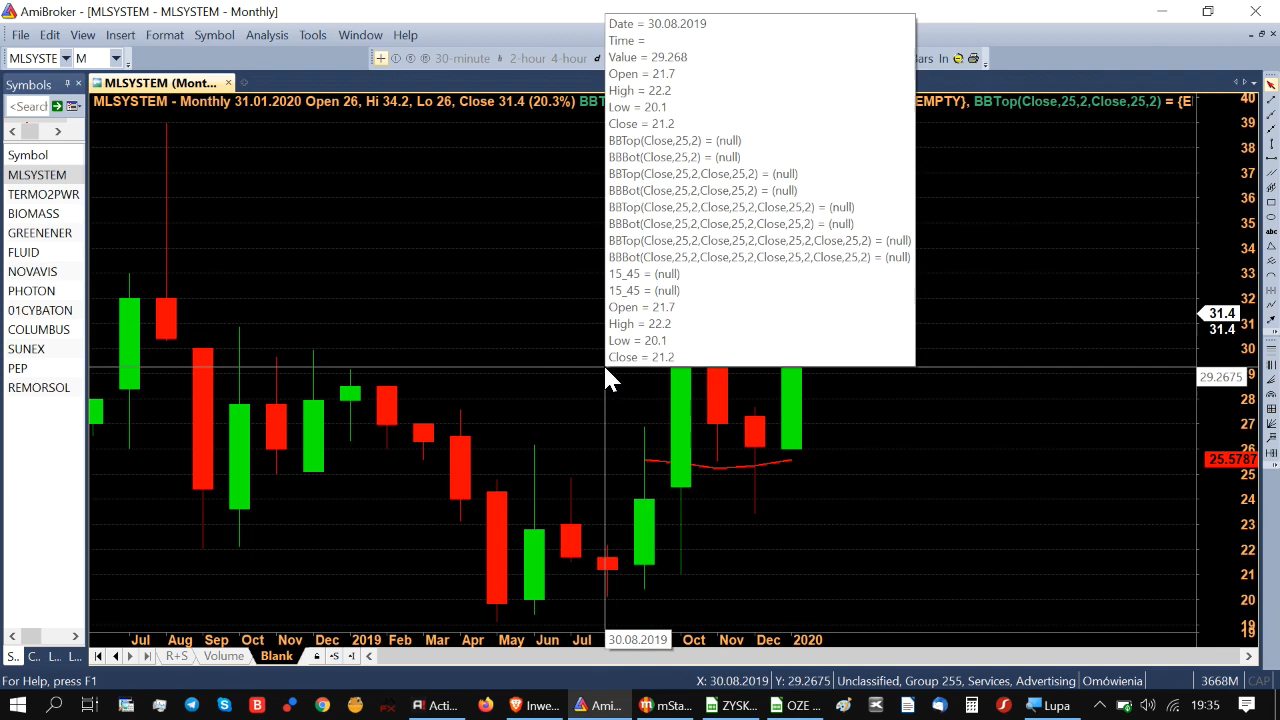 AmiBroker - [MLSYSTEM - MLSYSTEM - Monthly]
File Edit View Insert Format Symbol Analysis Tools Window Help
MLSYSTE M 30-minute h 2-hour 4-hour d ars In
Symbols
MLSYSTEM (Mont...
<Searc
MLSYSTEM - Monthly 31.01.2020 Open 26, Hi 34.2, Lo 26, Close 31.4 (20.3%) BBT EMPTY}, BBTop(Close,25,2,Close,25,2) = {E
Symbol
MLSYSTEM
TERMO2PWR
BIOMASS
GREENENER
FLUID
NOVAVIS
PHOTON
01CYBATON
COLUMBUS
SUNEX
PEP
REMORSOL
Date = 30.08.2019
Time =
Value = 29.268
Open = 21.7
High = 22.2
Low = 20.1
Close = 21.2
BBTop(Close,25,2) = (null)
BBBot(Close,25,2) = (null)
BBTop(Close,25,2,Close,25,2) = (null)
BBBot(Close,25,2,Close,25,2) = (null)
BBTop(Close,25,2,Close,25,2,Close,25,2) = (null)
BBBot(Close,25,2,Close,25,2,Close,25,2) = (null)
BBTop(Close,25,2,Close,25,2,Close,25,2,Close,25,2) = (null)
BBBot(Close,25,2,Close,25,2,Close,25,2,Close,25,2) = (null)
15_45 = (null)
15_45 = (null)
Open = 21.7
High = 22.2
Low = 20.1
Close = 21.2
40
39
38
37
36
35
34
33
32
31.4
31
31.4
30
29
29.2675
28
27
26
25.5787
25
24
23
22
21
20
19
19
Jul Aug Sep Oct Nov Dec 2019 Feb Mar Apr May Jun Jul 30.08.2019 Oct Nov Dec 2020
S.. C.. L... L...
R+S Volume Blank
For Help, press F1 X: 30.08.2019 Y: 29.2675 Unclassified, Group 255, Services, Advertising Omówienia 3668M CAP
Acti... Inwe... Ami... mSta... ZYSK... OZE ... Lupa 19:35